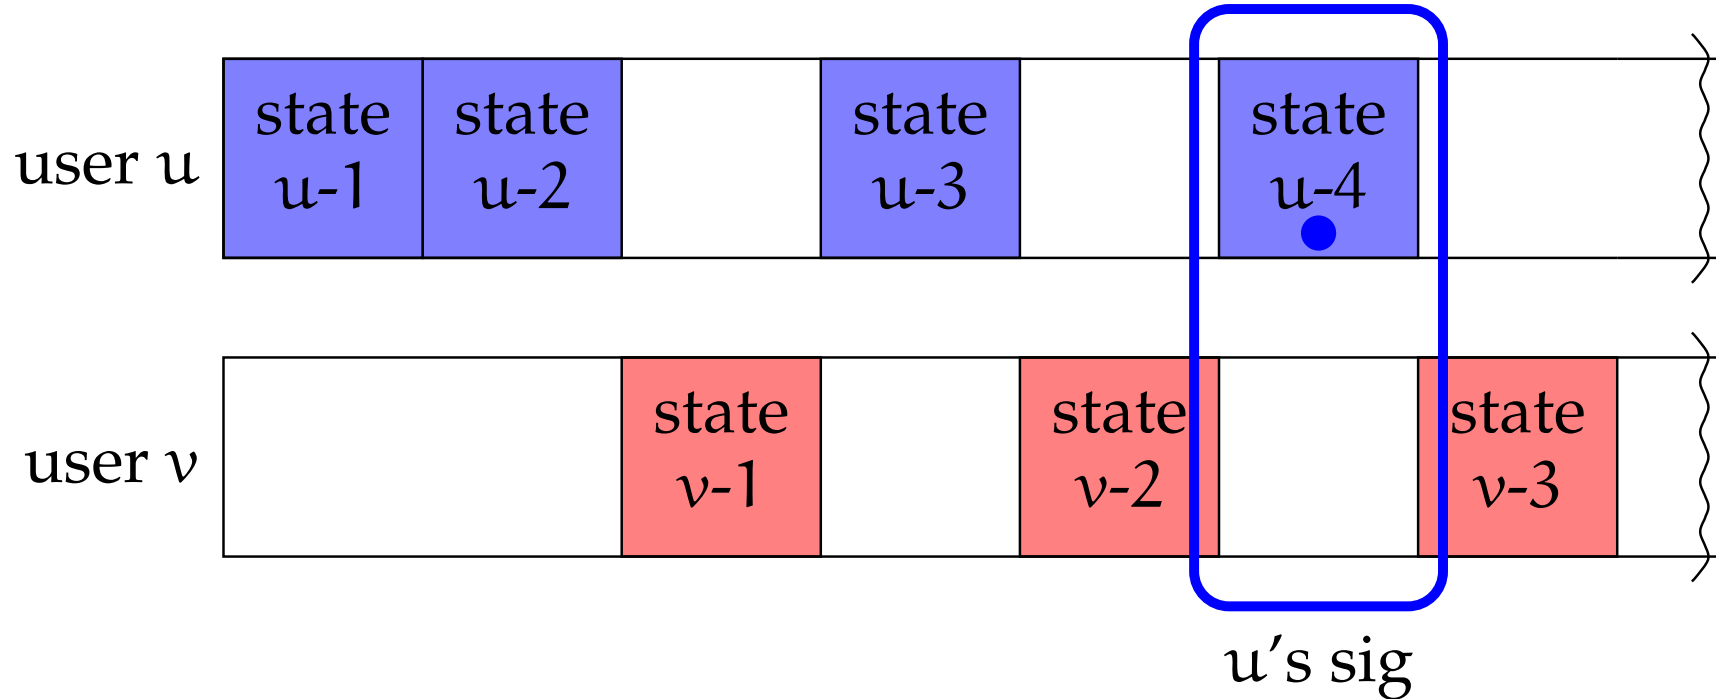 user u
state
u-1
state
u-2
state
u-3
state
u-4
user v
state
v-1
state
v-2
state
v-3
u's sig